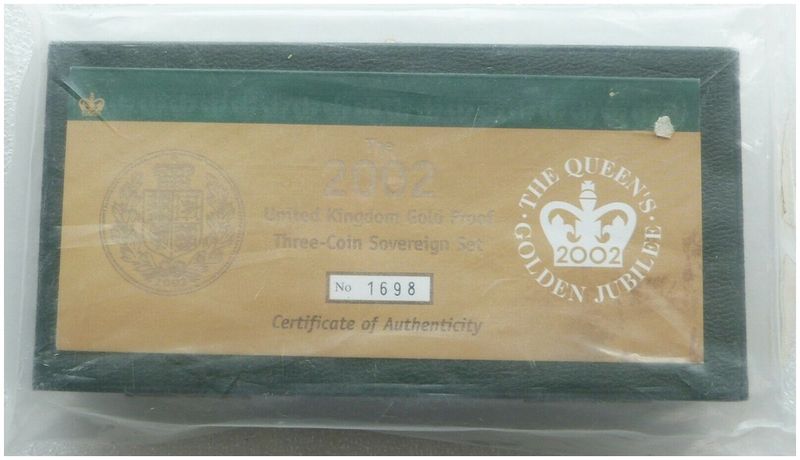 The
2002
United Kingdom Gold Proof
Three-Coin Sovereign Set
No 1698
Certificate of Authenticity
2002
· THE QUEEN'S ·
2002
GOLDEN JUBILEE